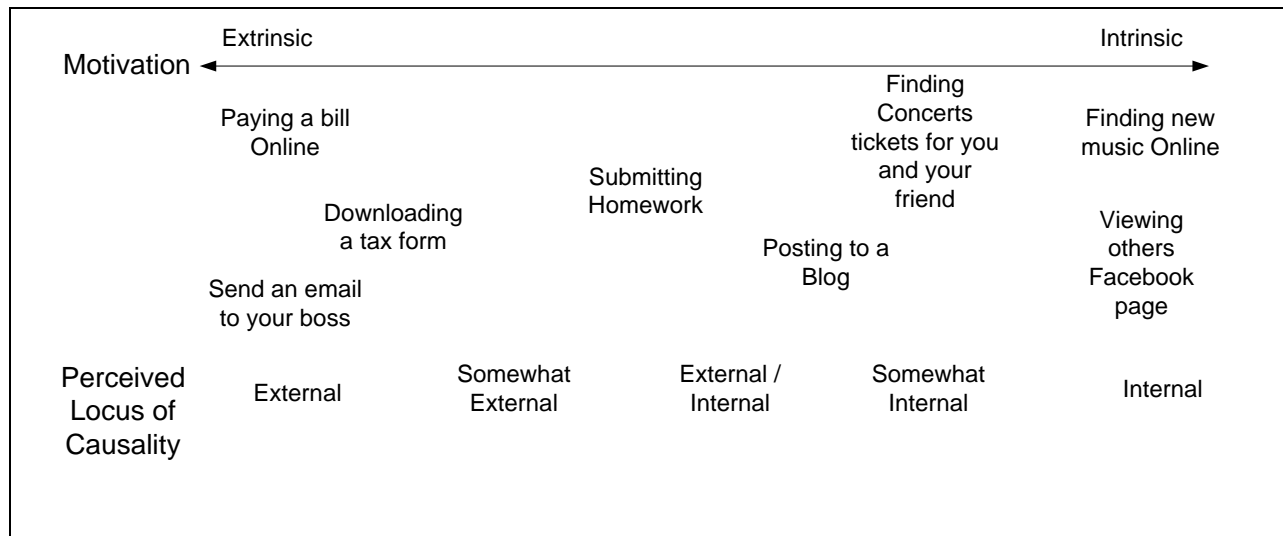 Extrinsic
Intrinsic
Motivation
Paying a bill
Online
Finding
Concerts
tickets for you
and your
friend
Finding new
music Online
Submitting
Homework
Downloading
a tax form
Posting to a
Blog
Viewing
others
Facebook
page
Send an email
to your boss
Perceived
Locus of
Causality
External
Somewhat
External
External /
Internal
Somewhat
Internal
Internal